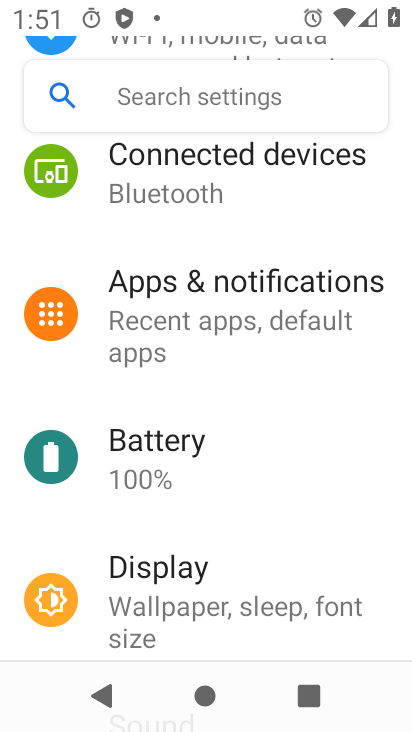 1:51
Wi-Fi, mobile, data
Search settings
Connected devices
Bluetooth
Apps & notifications
Recent apps, default
apps
Battery
100%
Display
Wallpaper, sleep, font
size
Sound